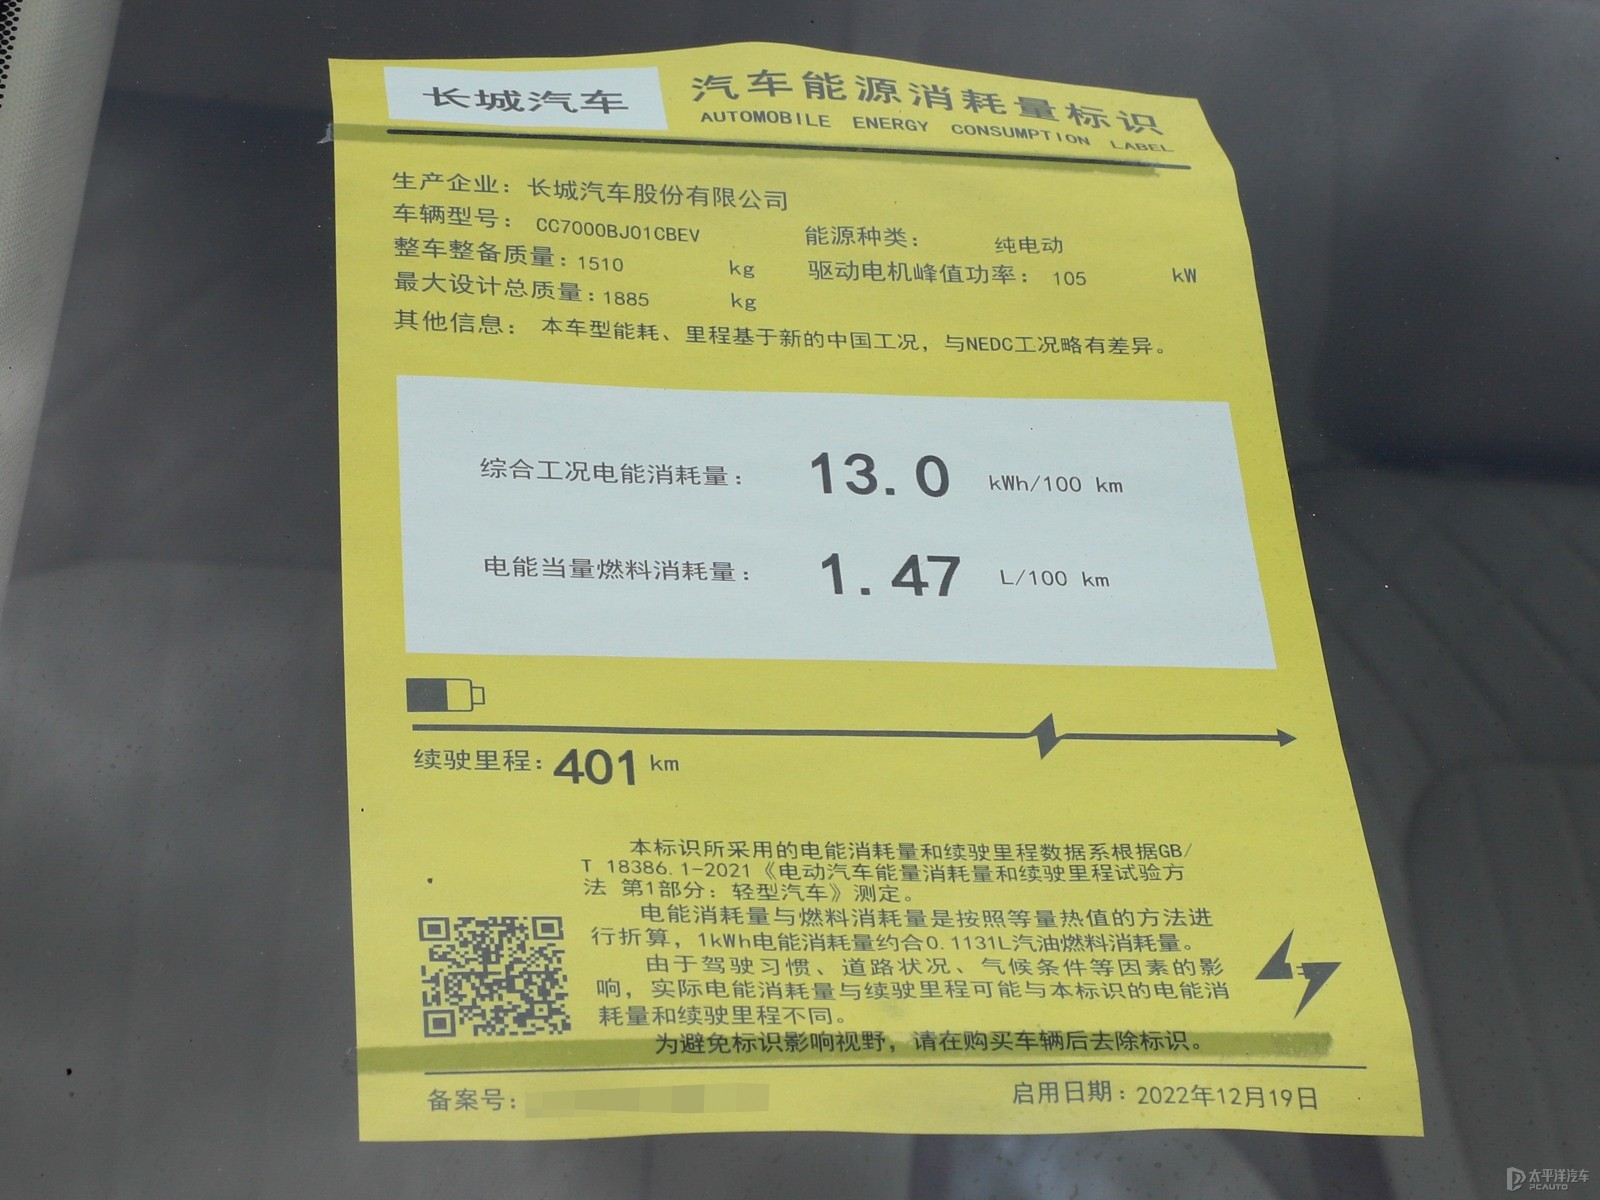 长城汽车
汽车能源消耗量标识
AUTOMOBILE ENERGY CONSUMPTION LABEL
生产企业: 长城汽车股份有限公司
车辆型号: CC7000BJ01CBEV 能源种类: 纯电动
整车整备质量: 1510 kg 驱动电机峰值功率: 105 kW
最大设计总质量: 1885 kg
其他信息: 本车型能耗、里程基于新的中国工况, 与NEDC工况略有差异。
综合工况电能消耗量: 13.0 kWh/100 km
电能当量燃料消耗量: 1.47 L/100 km
续驶里程: 401 km
本标识所采用的电能消耗量和续驶里程数据系根据GB/
T 18386.1-2021《电动汽车能量消耗量和续驶里程试验方
法 第1部分: 轻型汽车》测定。
电能消耗量与燃料消耗量是按照等量热值的方法进
行折算, 1kWh电能消耗量约合0.1131L汽油燃料消耗量。
由于驾驶习惯、道路状况、气候条件等因素的影
响, 实际电能消耗量与续驶里程可能与本标识的电能消
耗量和续驶里程不同。
为避免标识影响视野, 请在购买车辆后去除标识。
备案号:
启用日期: 2022年12月19日
太平洋汽车
PCAUTO